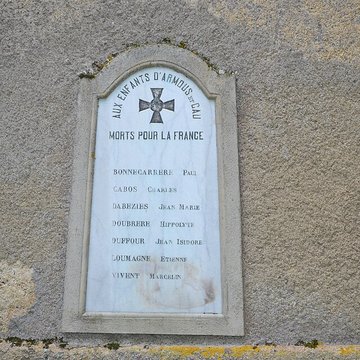 AUX ENFANTS D'ARMOUS ET CAU
MORTS POUR LA FRANCE
BONNECARRERE PAUL
CABOS CHARLES
DABEZIES JEAN MARIE
DOUBRERE HIPPOLYTE
DUFFOUR JEAN ISIDORE
LOUMAGNE ETIENNE
VIVENT MARCELIN